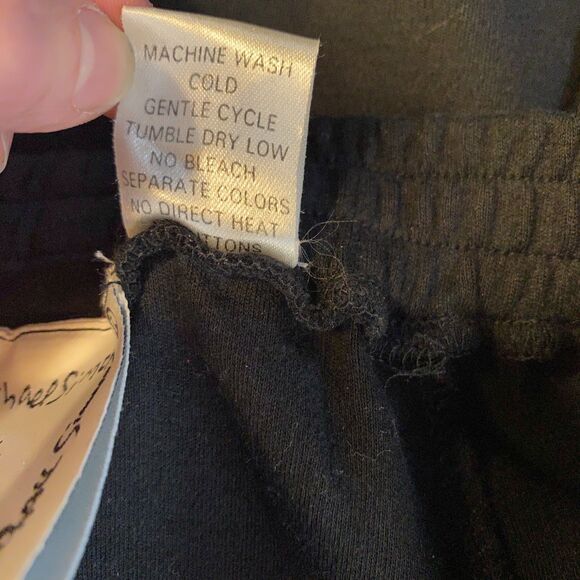 MACHINE WASH
COLD
GENTLE CYCLE
TUMBLE DRY LOW
NO BLEACH
SEPARATE COLORS
NO DIRECT HEAT